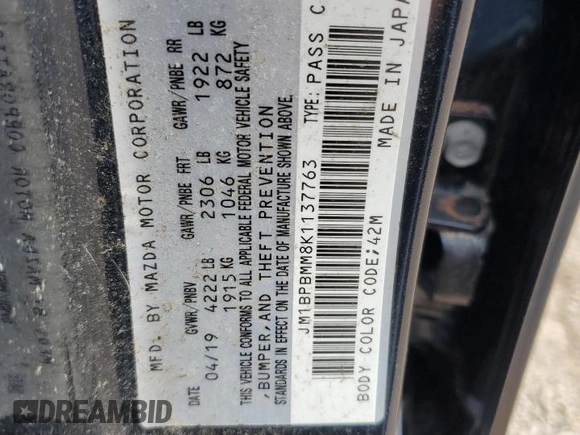 MFD. BY MAZDA MOTOR CORPORATION
GVWR/PNBV GAWR/PNBE FRT GAWR/PNBE RR
04/19 4222 LB 2306 LB 1922 LB
1915 KG 1046 KG 872 KG
THIS VEHICLE CONFORMS TO ALL APPLICABLE FEDERAL MOTOR VEHICLE SAFETY
,BUMPER,AND THEFT PREVENTION
STANDARDS IN EFFECT ON THE DATE OF MANUFACTURE SHOWN ABOVE.
JM1BPBMM8K1137763 TYPE: PASS C
BODY COLOR CODE;42M MADE IN JAPA
DREAMBID